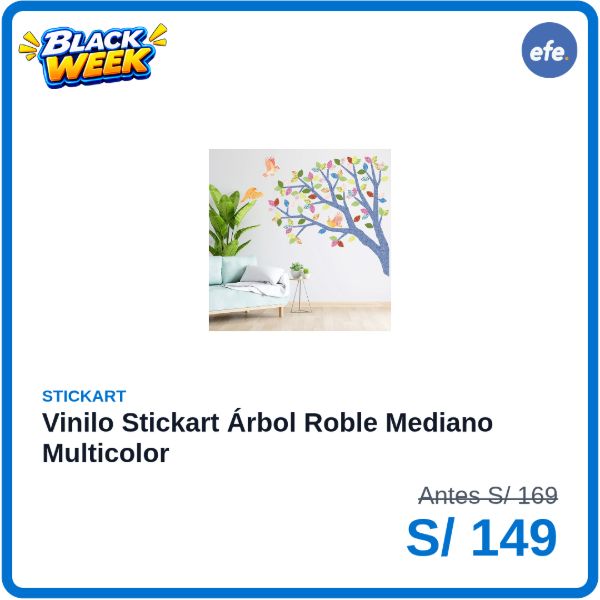 BLACK
WEEK
efe.
STICKART
Vinilo Stickart Árbol Roble Mediano
Multicolor
Antes S/ 169
S/ 149